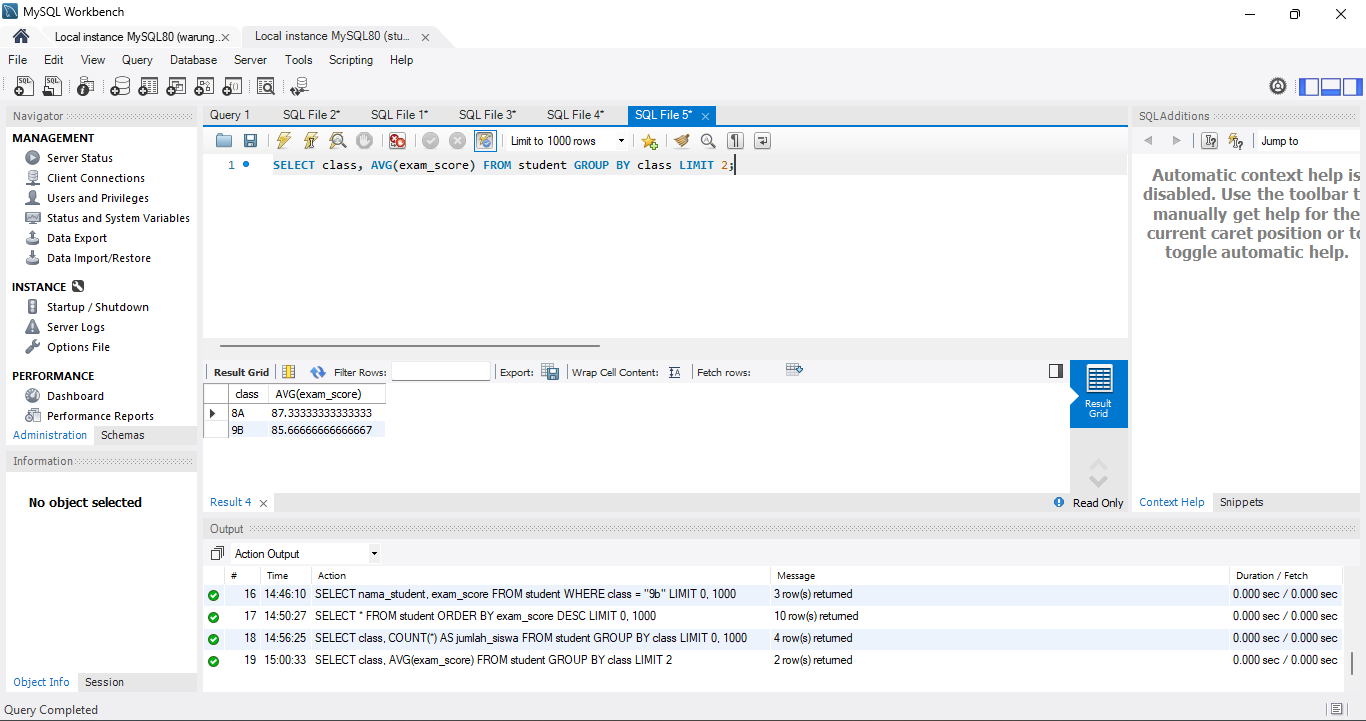 MySQL Workbench
Local instance MySQL80 (warung..× Local instance MySQL80 (stu... ×
File Edit View Query Database Server Tools Scripting Help
Navigator
MANAGEMENT
Server Status
Client Connections
Users and Privileges
Status and System Variables
Data Export
Data Import/Restore
INSTANCE
Startup / Shutdown
Server Logs
Options File
PERFORMANCE
Dashboard
Performance Reports
Administration Schemas
Information
No object selected
Object Info Session
Query 1 SQL File 2* SQL File 1* SQL File 3* SQL File 4* SQL File 5* ×
Limit to 1000 rows
1 SELECT class, AVG(exam_score) FROM student GROUP BY class LIMIT 2;
Result Grid Filter Rows: Export: Wrap Cell Content: Fetch rows:
class AVG(exam_score)
8A 87.33333333333333
9B 85.66666666666667
Result
Grid
Result 4 × Read Only
SQLAdditions
Jump to
Automatic context help is
disabled. Use the toolbar t
manually get help for the
current caret position or to
toggle automatic help.
Context Help Snippets
Output
Action Output
# Time Action Message Duration / Fetch
16 14:46:10 SELECT nama_student, exam_score FROM student WHERE class = "9b" LIMIT 0, 1000 3 row(s) returned 0.000 sec / 0.000 sec
17 14:50:27 SELECT * FROM student ORDER BY exam_score DESC LIMIT 0, 1000 10 row(s) returned 0.000 sec / 0.000 sec
18 14:56:25 SELECT class, COUNT(*) AS jumlah_siswa FROM student GROUP BY class LIMIT 0, 1000 4 row(s) returned 0.000 sec / 0.000 sec
19 15:00:33 SELECT class, AVG(exam_score) FROM student GROUP BY class LIMIT 2 2 row(s) returned 0.000 sec / 0.000 sec
Query Completed